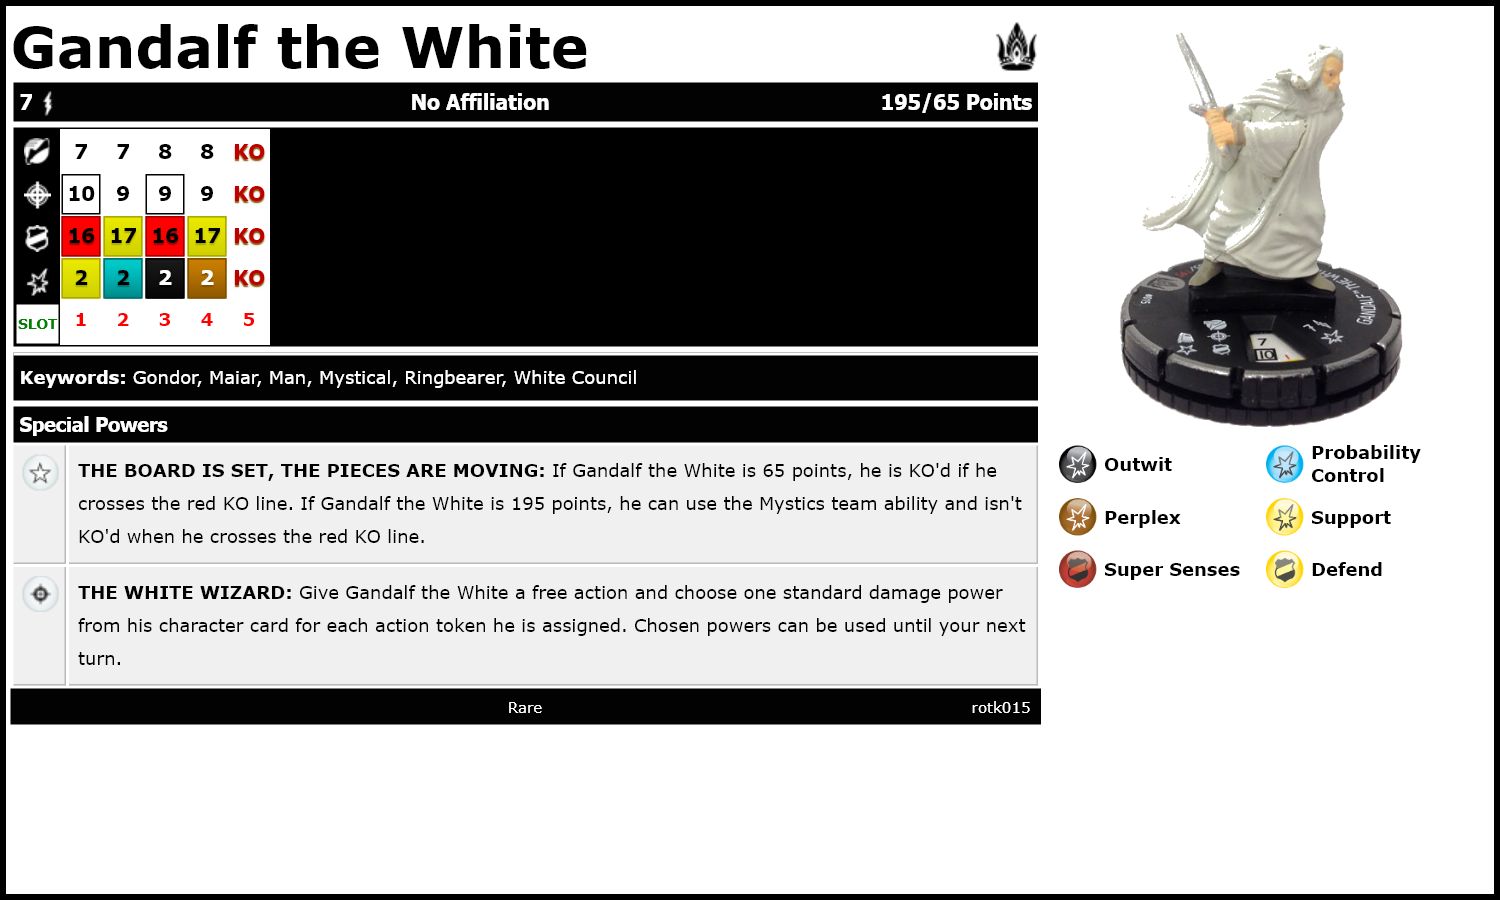 Gandalf the White
7 No Affiliation 195/65 Points
7 7 8 8 KO
10 9 9 9 KO
16 17 16 17 KO
2 2 2 2 KO
SLOT 1 2 3 4 5
Keywords: Gondor, Maiar, Man, Mystical, Ringbearer, White Council
Special Powers
THE BOARD IS SET, THE PIECES ARE MOVING: If Gandalf the White is 65 points, he is KO'd if he
crosses the red KO line. If Gandalf the White is 195 points, he can use the Mystics team ability and isn't
KO'd when he crosses the red KO line.
THE WHITE WIZARD: Give Gandalf the White a free action and choose one standard damage power
from his character card for each action token he is assigned. Chosen powers can be used until your next
turn.
Rare rotk015
015
7
10
7
Outwit
Probability
Control
Perplex
Support
Super Senses
Defend